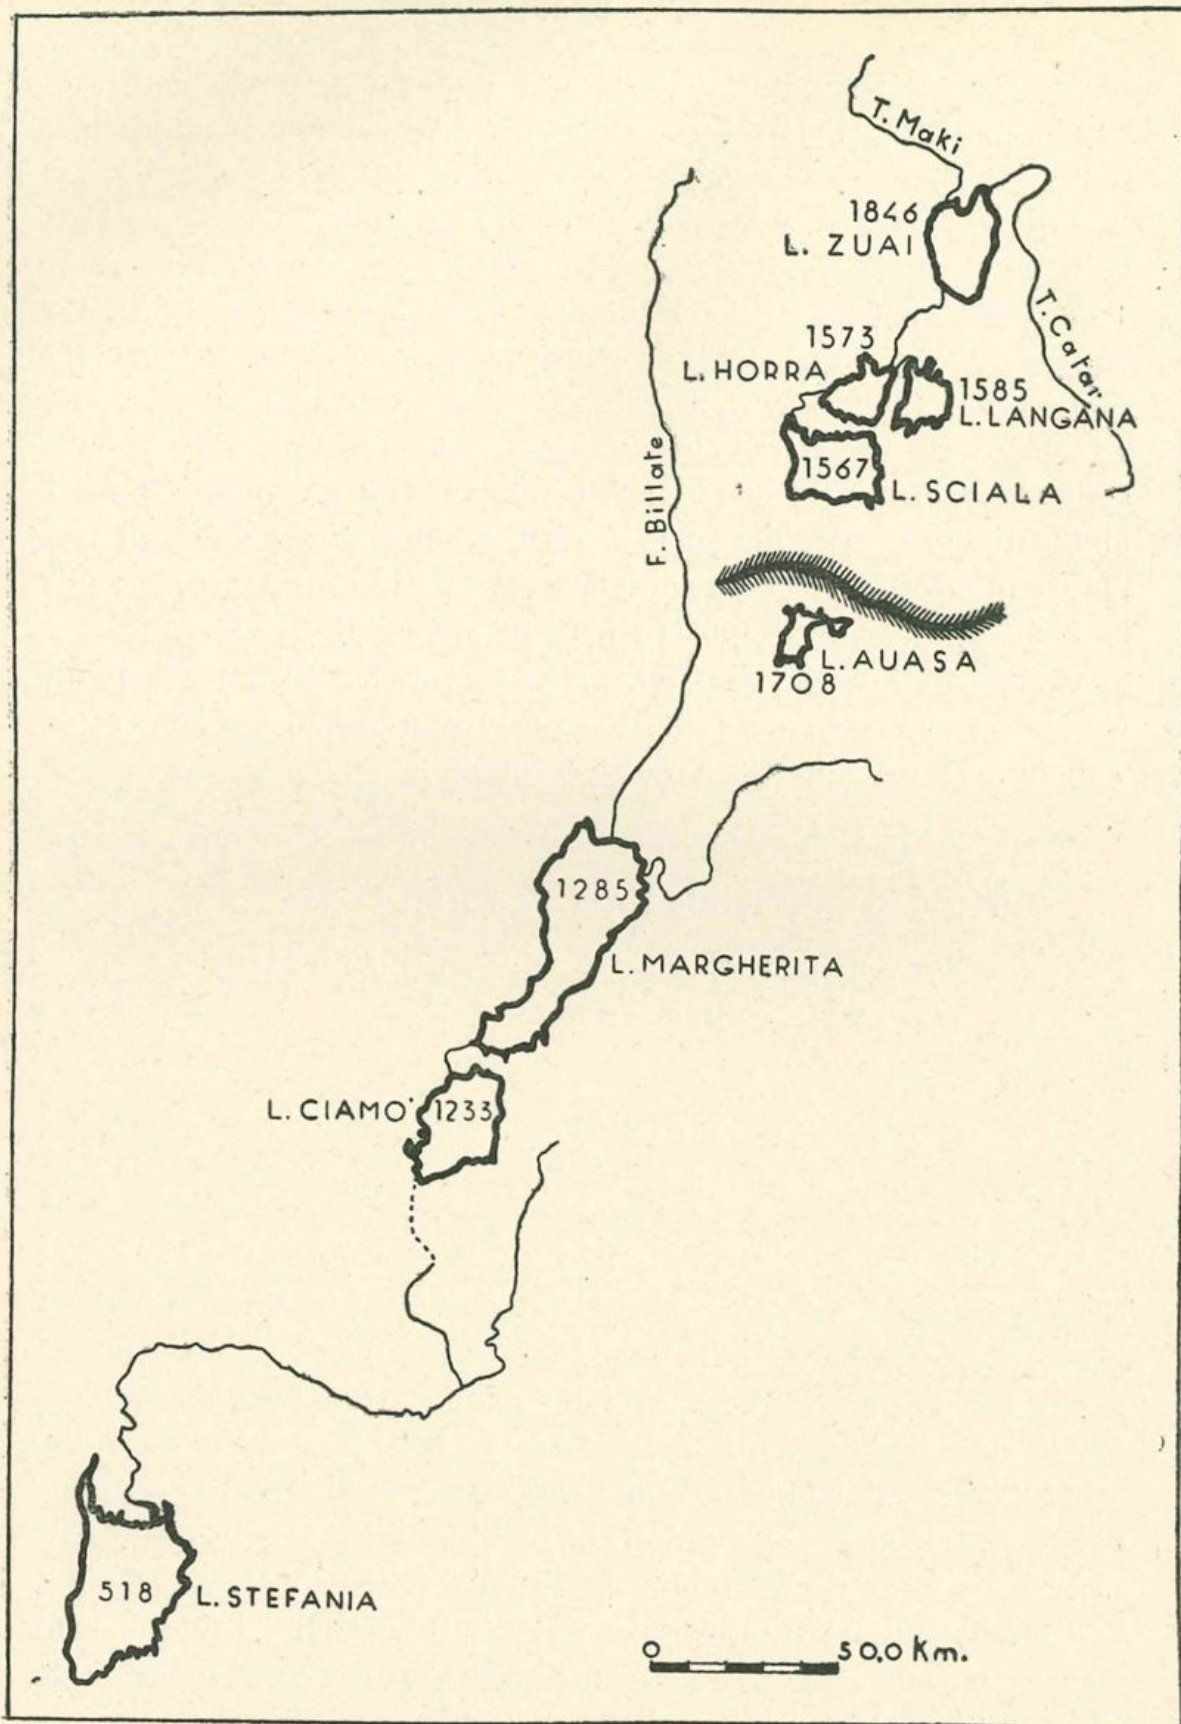 T. Maki
1846
L. ZUAI
T. Catar
1573
L. HORRA
1585
L. LANGANA
1567
L. SCIALA
F. Billate
L. AUASA
1708
1285
L. MARGHERITA
L. CIAMO'
1233
518
L. STEFANIA
0
50,0 Km.